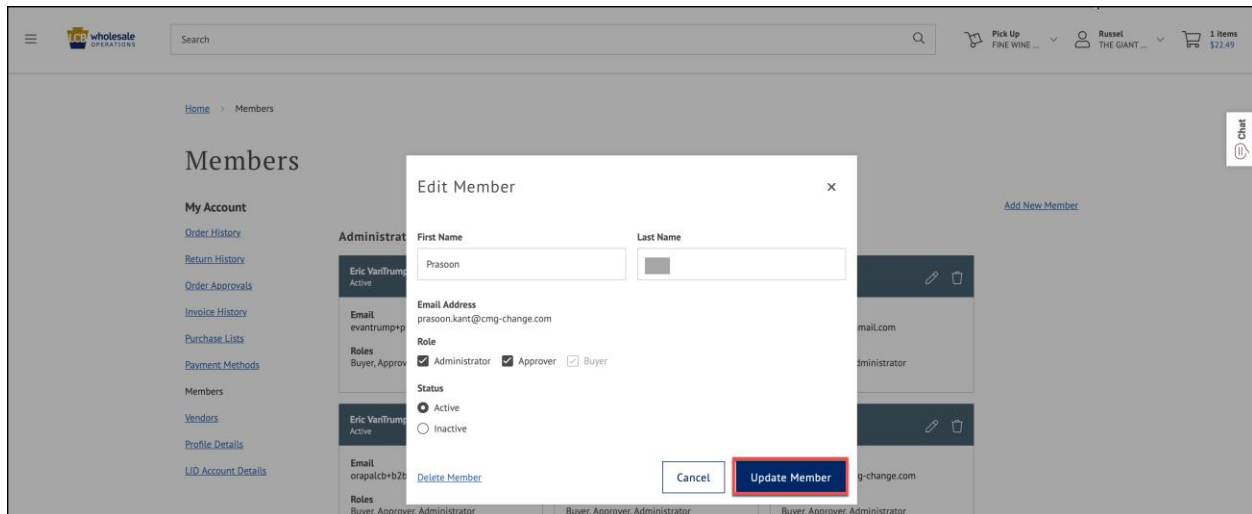 LCB wholesale
OPERATIONS
Search
Pick Up
FINE WINE ...
Russel
THE GIANT ...
1 items
$22.49
Home > Members
Chat
Members
My Account
Order History
Return History
Order Approvals
Invoice History
Purchase Lists
Payment Methods
Members
Vendors
Profile Details
LID Account Details
Add New Member
Administrat
Eric VanTrump
Active
Email
evantrump+p
Roles
Buyer, Approv
mail.com
dministrator
Eric VanTrump
Active
Email
orapalcb+b2b
Roles
Buyer, Approver, Administrator
Buyer, Approver, Administrator
g-change.com
Buyer, Approver, Administrator
Edit Member
First Name
Last Name
Prasoon
Email Address
prasoon.kant@cmg-change.com
Role
Administrator Approver Buyer
Status
Active
Inactive
Delete Member
Cancel
Update Member